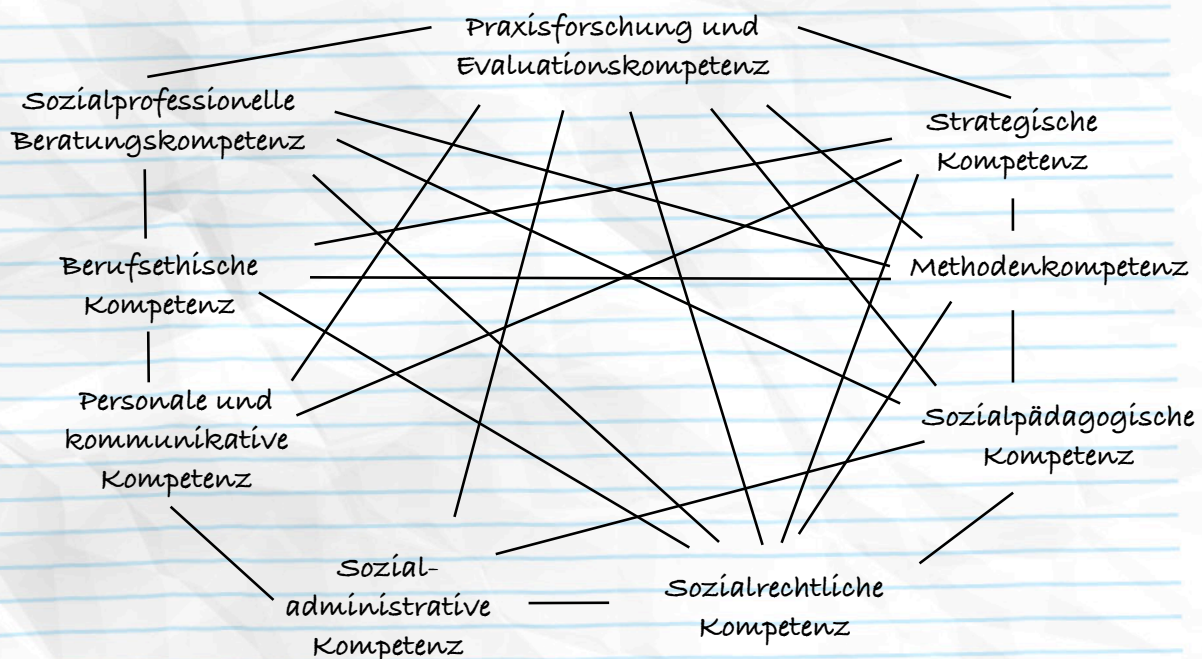 Praxisforschung und
Evaluationskompetenz
Sozialprofessionelle
Beratungskompetenz
Strategische
Kompetenz
Berufsethische
Kompetenz
Methodenkompetenz
Personale und
kommunikative
Kompetenz
Sozialpädagogische
Kompetenz
Sozial-
administrative
Kompetenz
Sozialrechtliche
Kompetenz